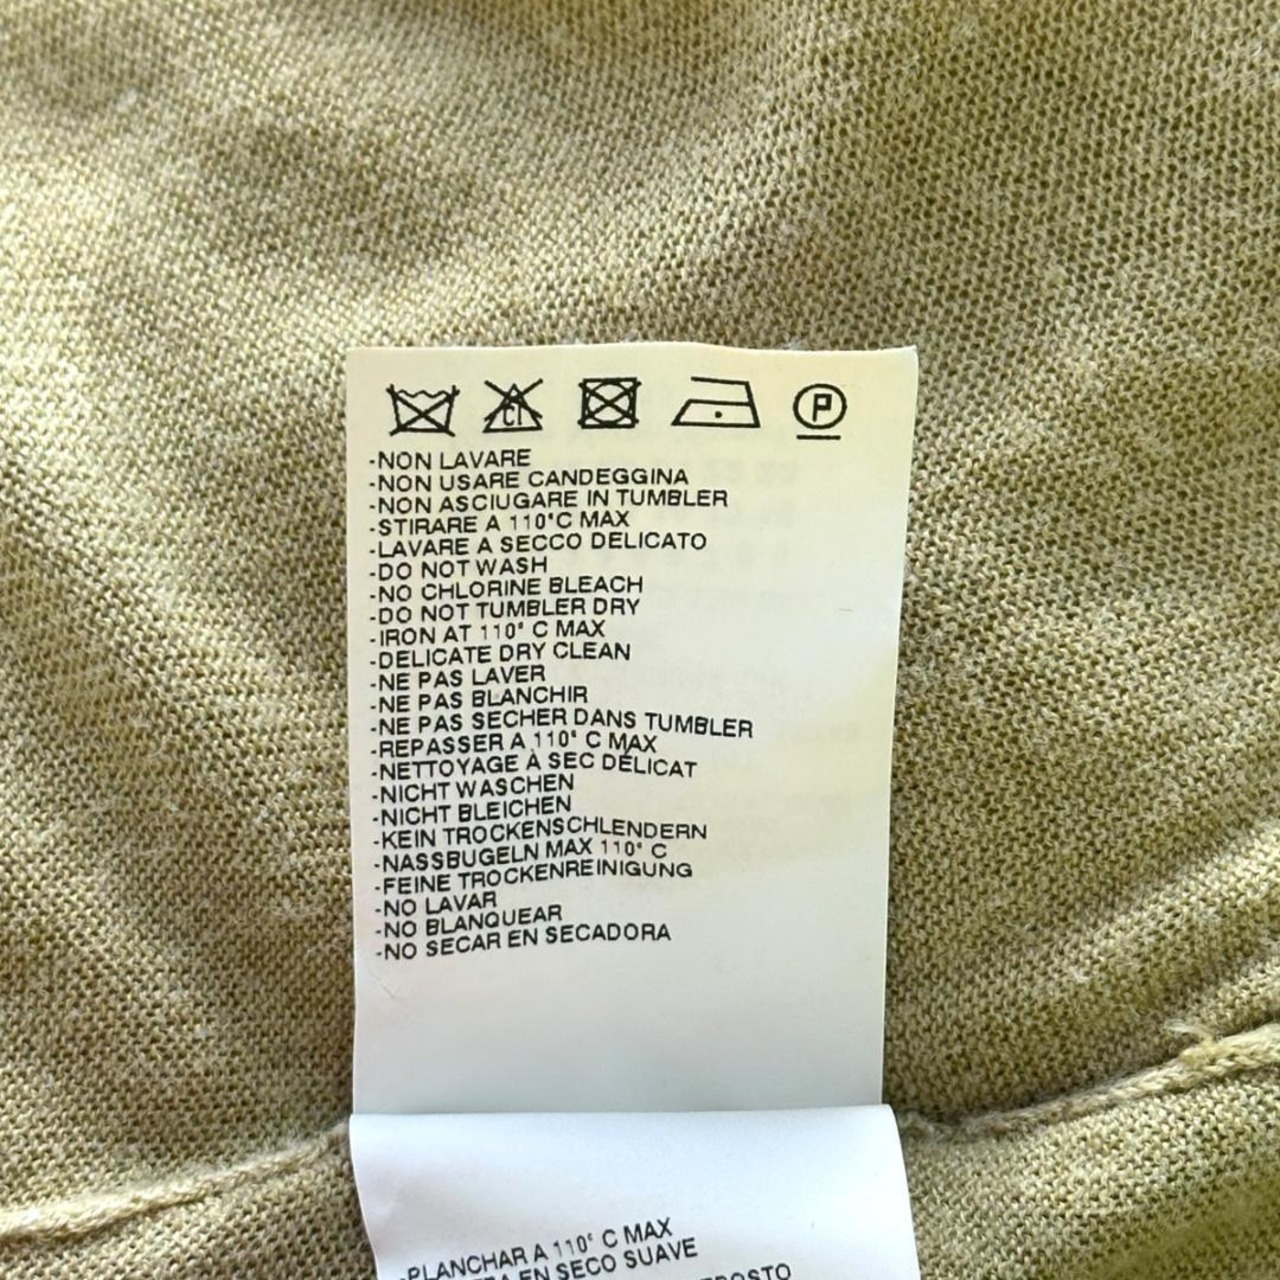 CL
P
-NON LAVARE
-NON USARE CANDEGGINA
-NON ASCIUGARE IN TUMBLER
-STIRARE A 110°C MAX
-LAVARE A SECCO DELICATO
-DO NOT WASH
-NO CHLORINE BLEACH
-DO NOT TUMBLER DRY
-IRON AT 110° C MAX
-DELICATE DRY CLEAN
-NE PAS LAVER
-NE PAS BLANCHIR
-NE PAS SECHER DANS TUMBLER
-REPASSER A 110° C MAX
-NETTOYAGE À SEC DÉLICAT
-NICHT WASCHEN
-NICHT BLEICHEN
-KEIN TROCKENSCHLENDERN
-NASSBUGELN MAX 110° C
-FEINE TROCKENREINIGUNG
-NO LAVAR
-NO BLANQUEAR
-NO SECAR EN SECADORA
-PLANCHAR A 110° C MAX
EN SECO SUAVE